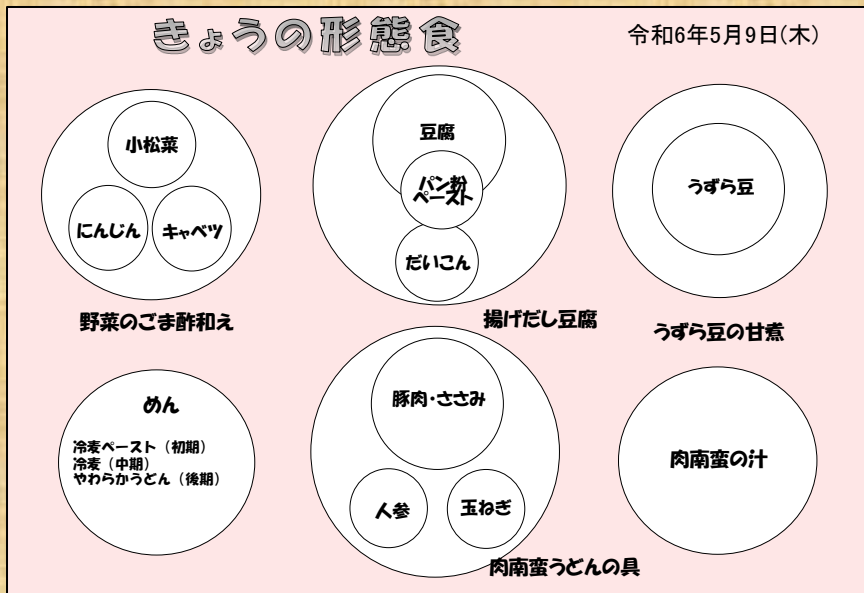 きょうの形態食
令和6年5月9日(木)
小松菜
にんじん
キャベツ
野菜のごま酢和え
豆腐
パン粉
ペースト
だいこん
揚げだし豆腐
うずら豆
うずら豆の甘煮
めん
冷麦ペースト（初期）
冷麦（中期）
やわらかうどん（後期）
豚肉・ささみ
人参
玉ねぎ
肉南蛮うどんの具
肉南蛮の汁